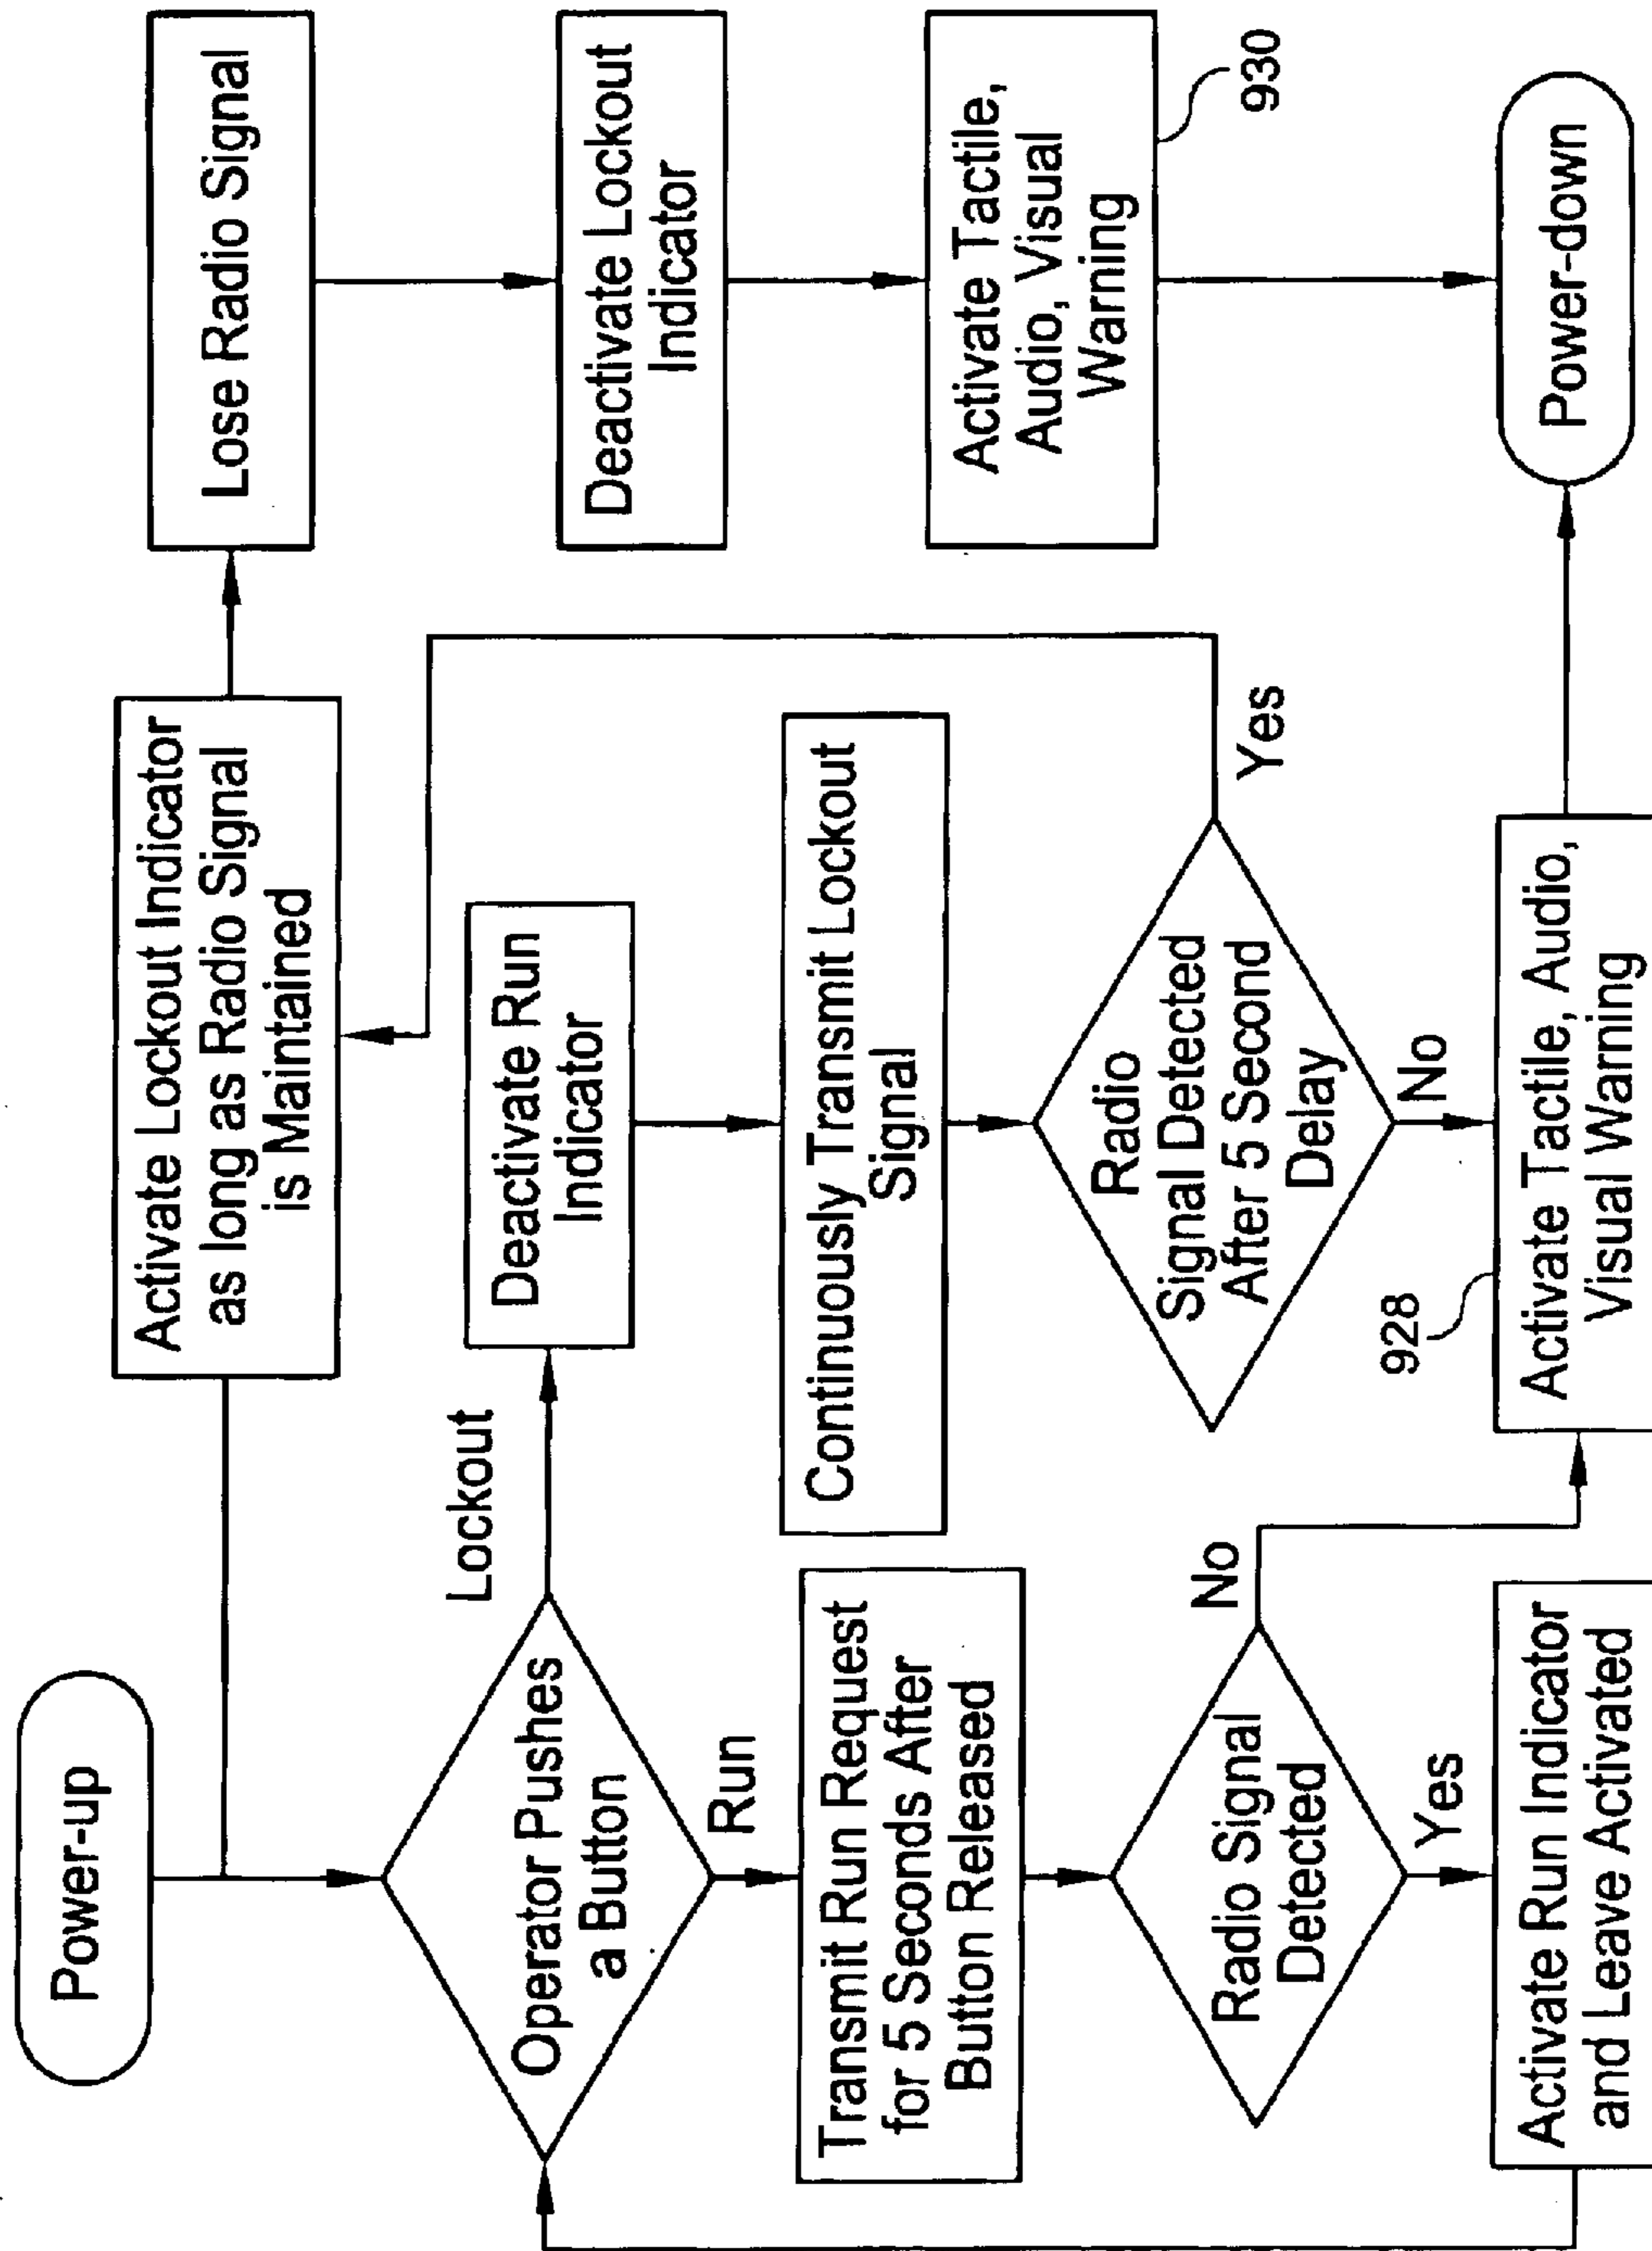 Power-up
Activate Lockout Indicator
as long as Radio Signal
is Maintained
Lose Radio Signal
Operator Pushes
a Button
Lockout
Deactivate Run
Indicator
Deactivate Lockout
Indicator
Run
Transmit Run Request
for 5 Seconds After
Button Released
Continuously Transmit Lockout
Signal
Activate Tactile,
Audio, Visual
Warning
930
Radio Signal
Detected
No
Yes
Radio
Signal Detected
After 5 Second
Delay
Yes
No
928
Activate Run Indicator
and Leave Activated
Activate Tactile, Audio,
Visual Warning
Power-down